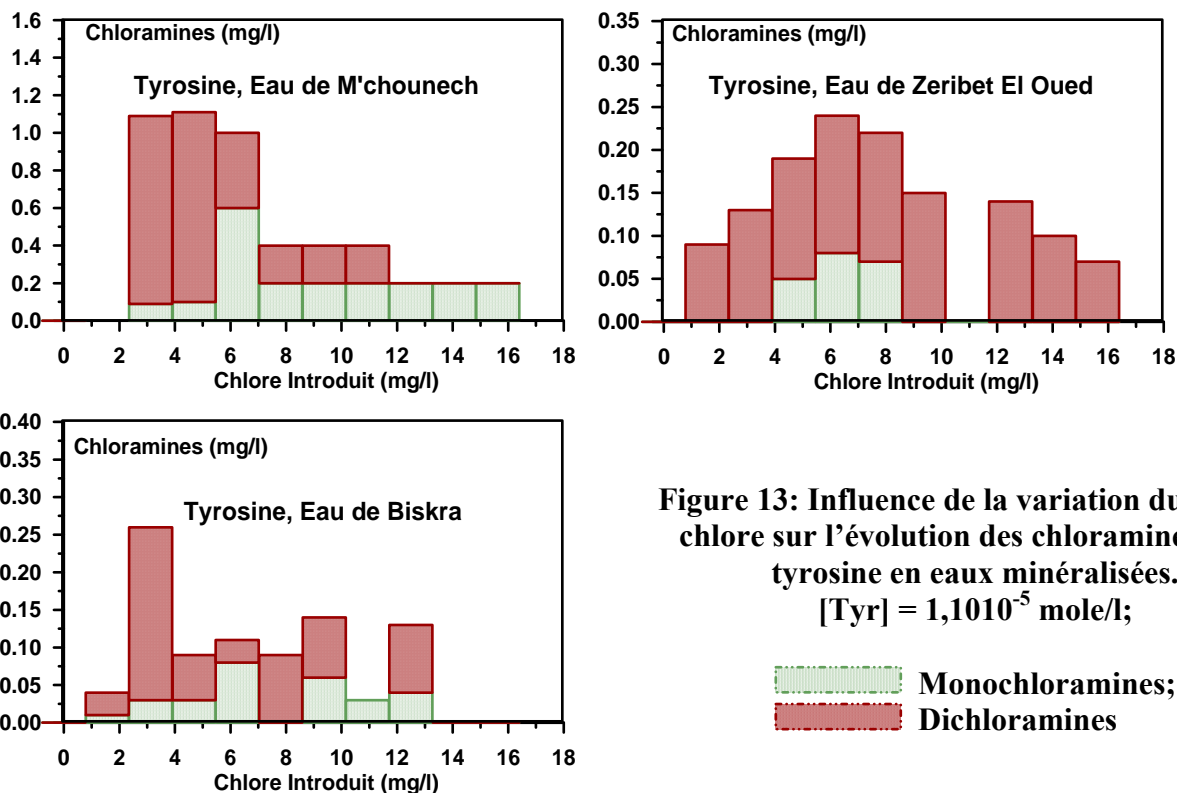 Chloramines (mg/l)
Tyrosine, Eau de M'chounech
1.6
1.4
1.2
1.0
0.8
0.6
0.4
0.2
0.0
0 2 4 6 8 10 12 14 16 18
Chlore Introduit (mg/l)
Chloramines (mg/l)
Tyrosine, Eau de Zeribet El Oued
0.35
0.30
0.25
0.20
0.15
0.10
0.05
0.00
0 2 4 6 8 10 12 14 16 18
Chlore Introduit (mg/l)
Chloramines (mg/l)
Tyrosine, Eau de Biskra
0.40
0.35
0.30
0.25
0.20
0.15
0.10
0.05
0.00
0 2 4 6 8 10 12 14 16 18
Chlore Introduit (mg/l)
Figure 13: Influence de la variation du
chlore sur l’évolution des chloramine
tyrosine en eaux minéralisées.
[Tyr] = 1,1010⁻⁵ mole/l;
Monochloramines;
Dichloramines